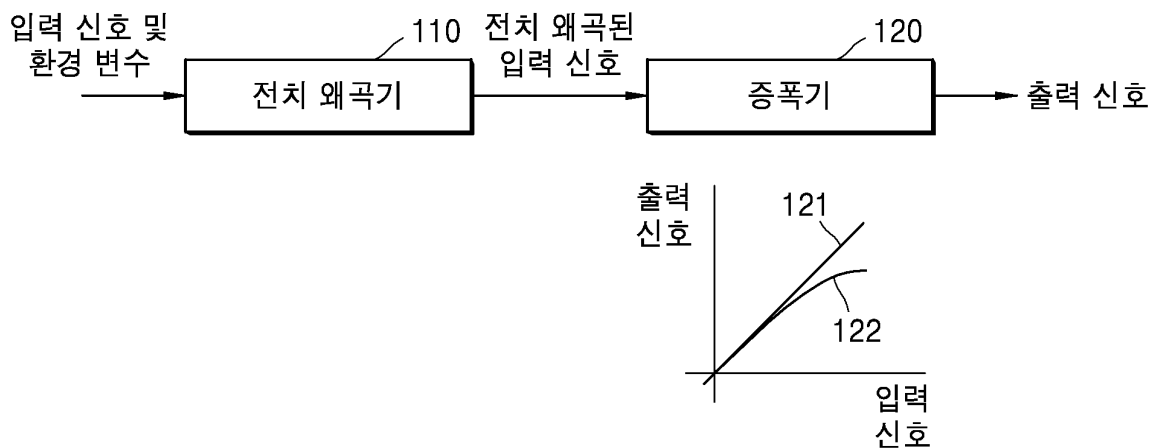 입력 신호 및
환경 변수
110
전치 왜곡기
전치 왜곡된
입력 신호
120
증폭기
출력 신호
출력
신호
121
122
입력
신호